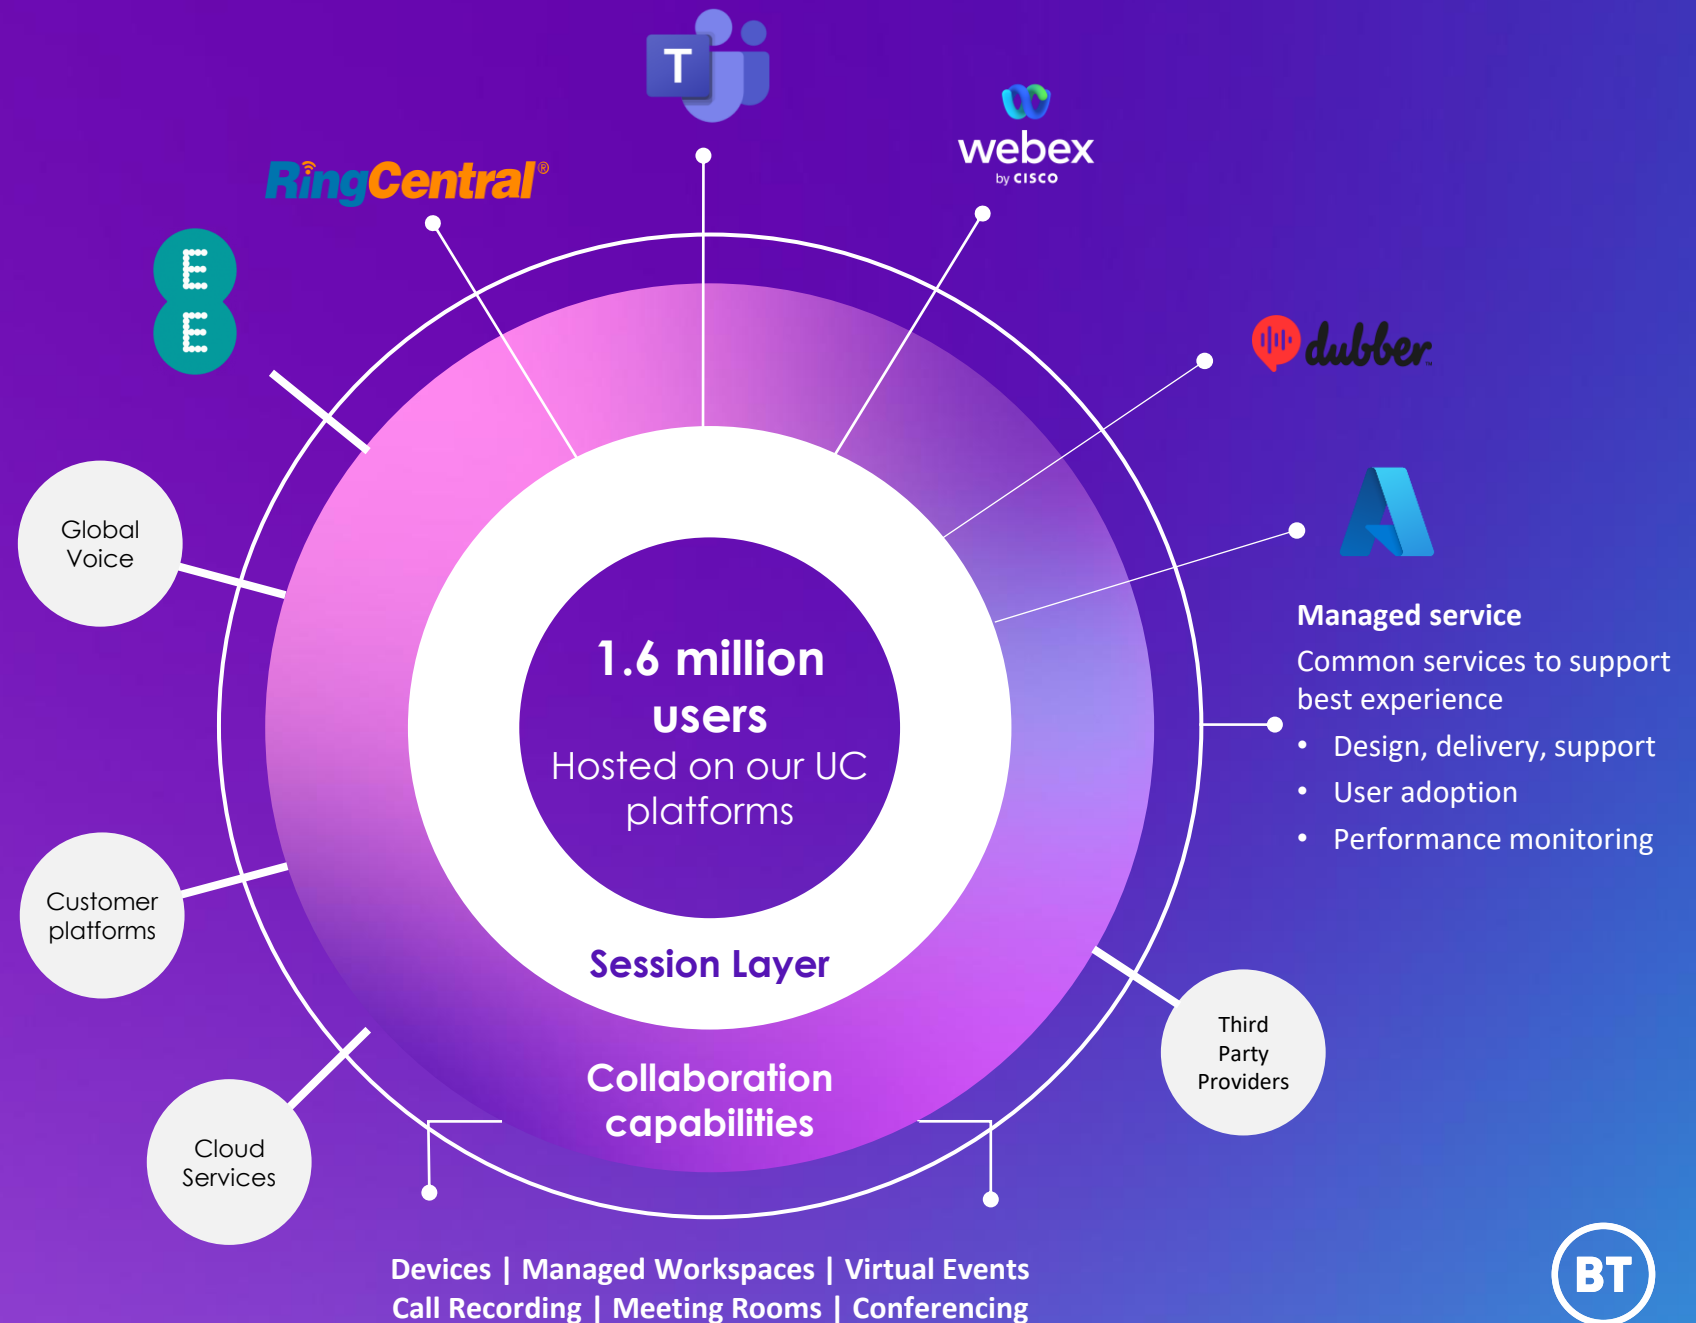 T
RingCentral®
webex
by CISCO
E
E
dubber
Global
Voice
1.6 million
users
Hosted on our UC
platforms
Managed service
Common services to support
best experience
• Design, delivery, support
• User adoption
• Performance monitoring
Customer
platforms
Session Layer
Third
Party
Providers
Collaboration
capabilities
Cloud
Services
Devices | Managed Workspaces | Virtual Events
Call Recording | Meeting Rooms | Conferencing
BT